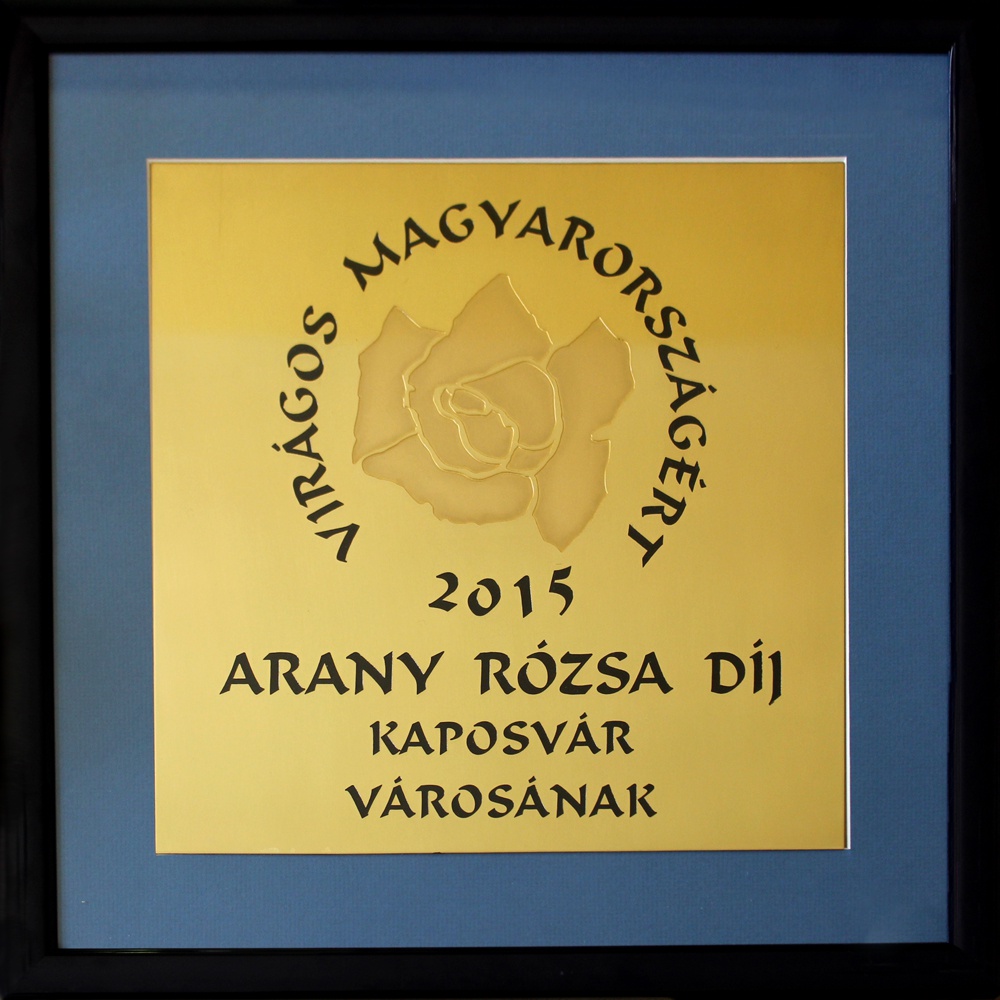 VIRÁGOS MAGYARORSZÁGÉRT
2015
ARANY RÓZSA DÍJ
KAPOSVÁR
VÁROSÁNAK